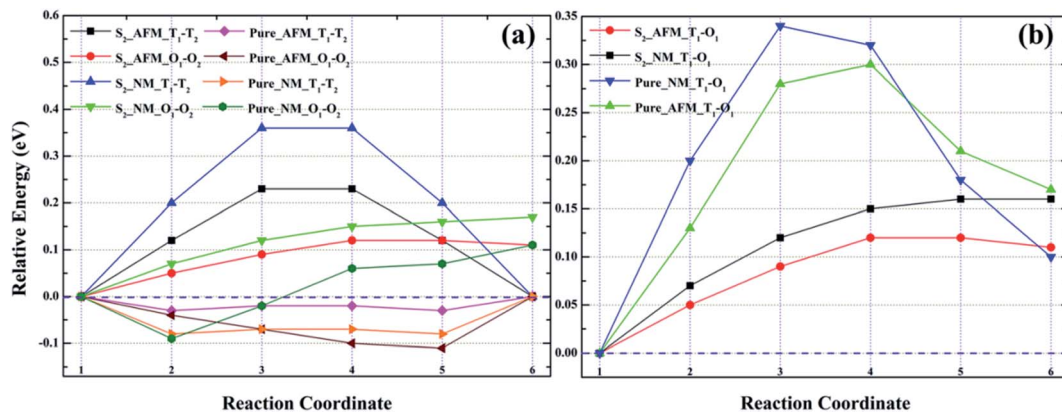 (a)
S₂_AFM_T₁-T₂
S₂_AFM_O₁-O₂
S₂_NM_T₁-T₂
S₂_NM_O₁-O₂
Pure_AFM_T₁-T₂
Pure_AFM_O₁-O₂
Pure_NM_T₁-T₂
Pure_NM_O₁-O₂
Relative Energy (eV)
0.6
0.5
0.4
0.3
0.2
0.1
0.0
-0.1
1 2 3 4 5 6
Reaction Coordinate
(b)
S₂_AFM_T₁-O₁
S₂_NM_T₁-O₁
Pure_NM_T₁-O₁
Pure_AFM_T₁-O₁
0.35
0.30
0.25
0.20
0.15
0.10
0.05
0.00
1 2 3 4 5 6
Reaction Coordinate